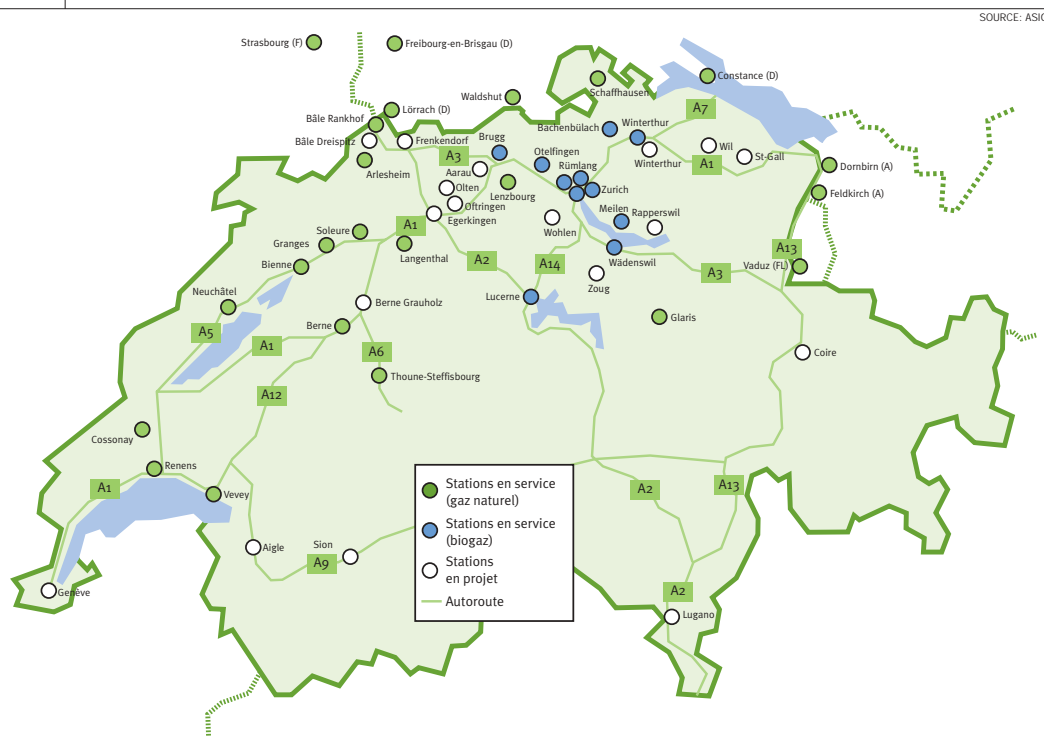 SOURCE: ASIG
Strasbourg (F)
Freibourg-en-Brisgau (D)
Constance (D)
Schaffhausen
Waldshut
A7
Lörrach (D)
Bâle Rankhof
Bâle Dreispitz
Frenkendorf
Brugg
Bachenbülach
Winterthur
Winterthur
Wil
St-Gall
A1
A3
Arlesheim
Aarau
Otelfingen
Rümlang
Dornbirn (A)
Olten
Lenzbourg
Zurich
Feldkirch (A)
Oftringen
Egerkingen
Meilen
Rapperswil
Wohlen
A1
Soleure
Granges
Langenthal
A2
A14
Wädenswil
A13
Bienne
Zoug
A3
Vaduz (FL)
Neuchâtel
Berne Grauholz
Lucerne
Glaris
A5
Berne
A1
A6
Coire
Thoune-Steffisbourg
A12
Cossonay
Renens
A1
Vevey
A2
A13
Stations en service
(gaz naturel)
Stations en service
(biogaz)
Stations
en projet
Autoroute
Aigle
Sion
A9
Genève
A2
Lugano